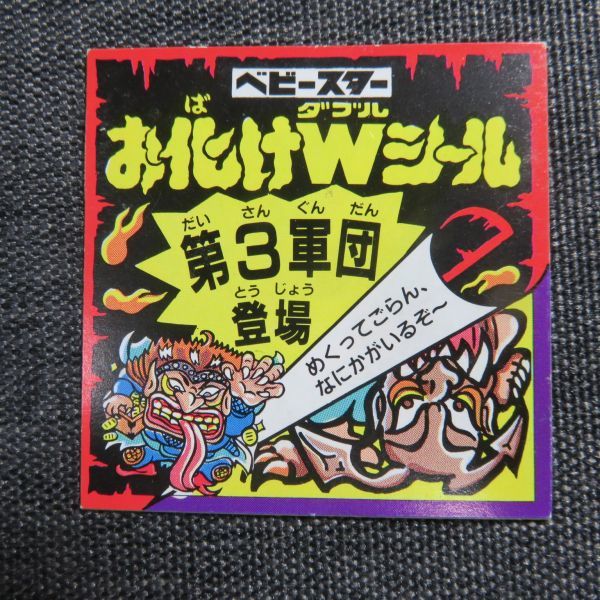 ベビースター
ば ダブル
お化けWシール
だい さん ぐん だん
第3軍団
とう じょう
登場
めくってごらん、
なにかがいるぞ〜